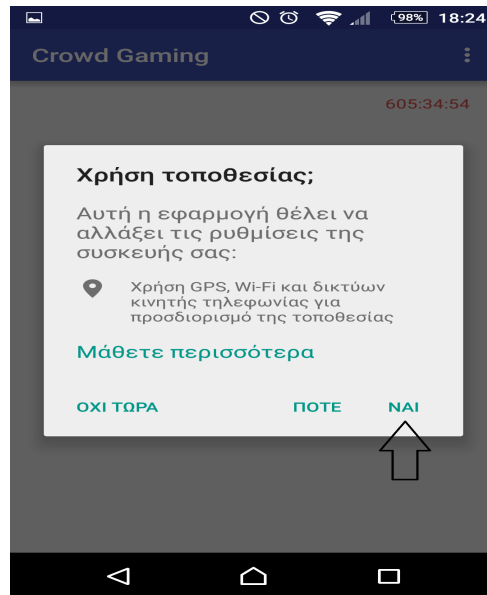 98% 18:24
Crowd Gaming
605:34:54
Χρήση τοποθεσίας;
Αυτή η εφαρμογή θέλει να
αλλάξει τις ρυθμίσεις της
συσκευής σας:
Χρήση GPS, Wi-Fi και δικτύων
κινητής τηλεφωνίας για
προσδιορισμό της τοποθεσίας
Μάθετε περισσότερα
ΟΧΙ ΤΩΡΑ ΠΟΤΕ ΝΑΙ